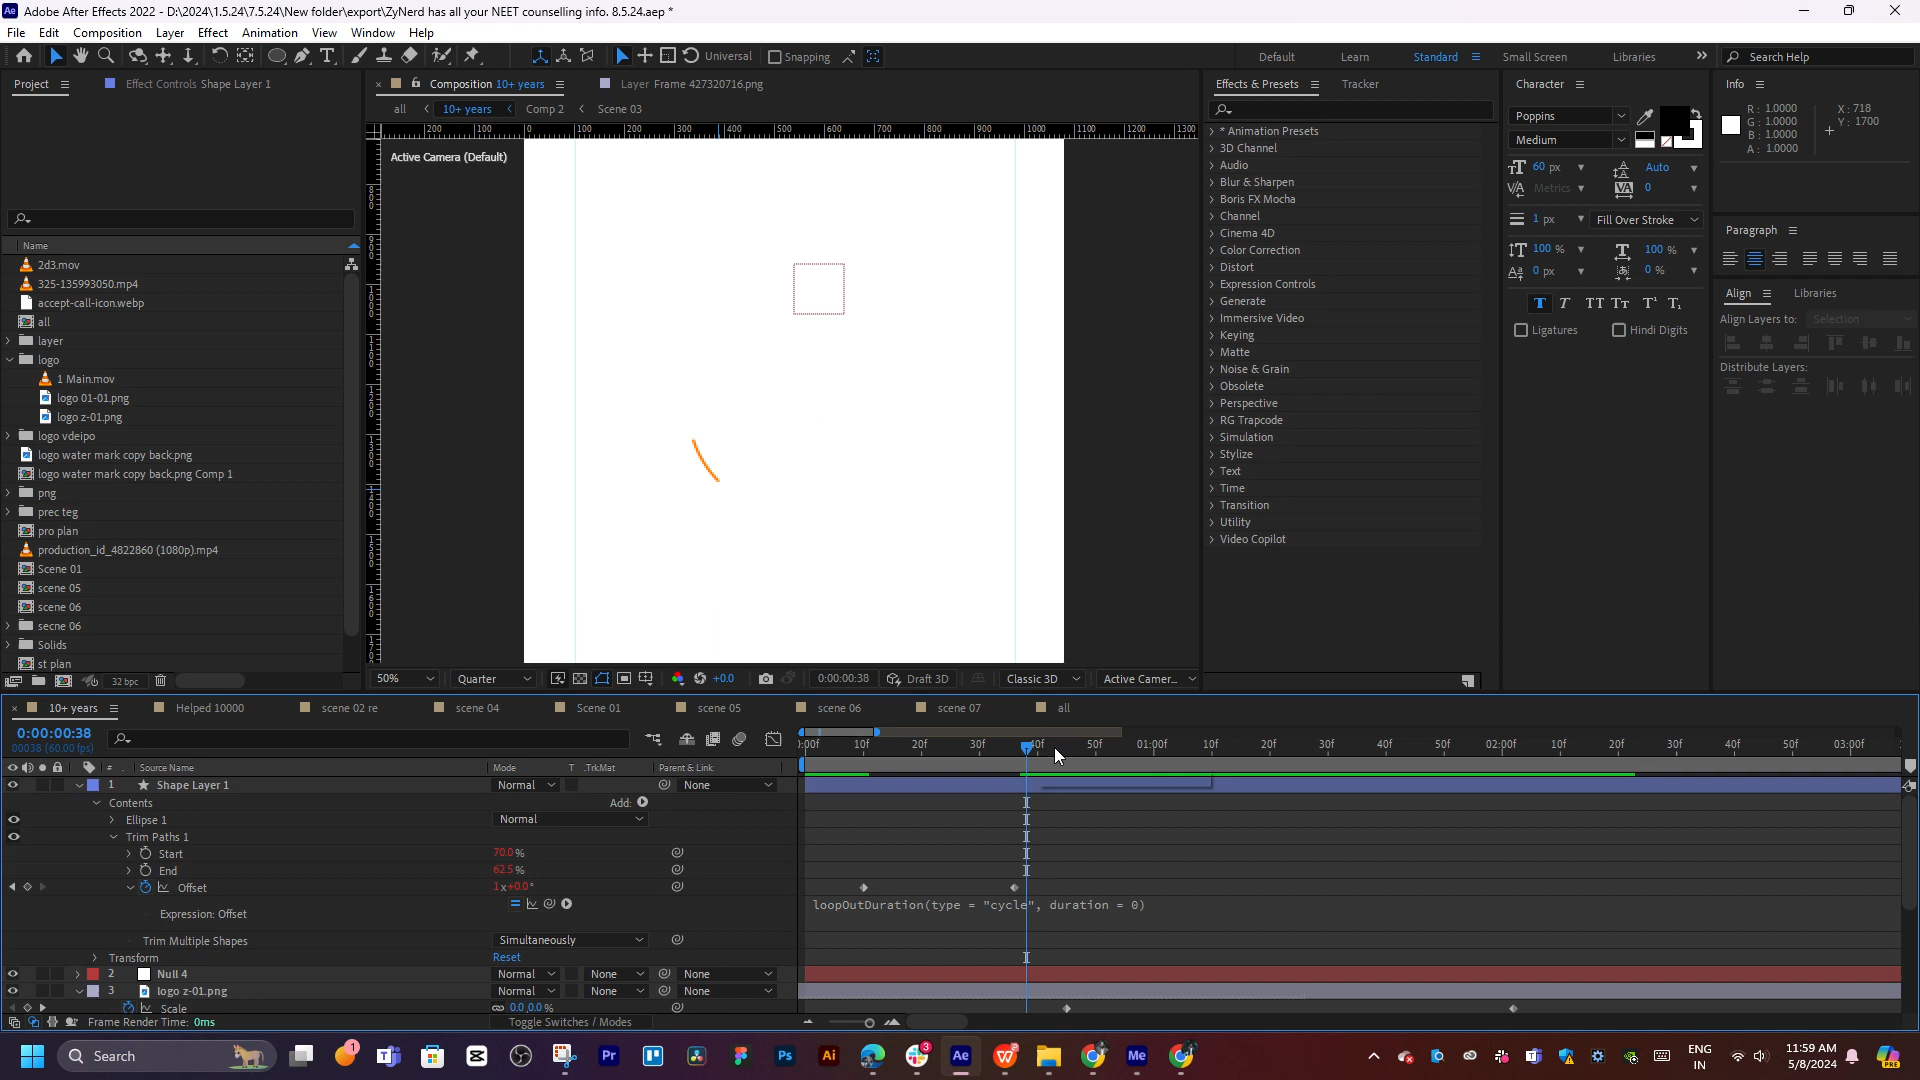 Adobe After Effects 2022 - D:\2024\1.5.24\7.5.24\New folder\export\ZyNerd has all your NEET counselling info. 8.5.24.aep *
File Edit Composition Layer Effect Animation View Window Help
Universal Snapping Default Learn Standard Small Screen Libraries Search Help
Project Effect Controls Shape Layer 1
Composition 10+ years Layer Frame 427320716.png
all 10+ years Comp 2 Scene 03
200 100 0 100 200 300 400 500 600 700 800 900 1000 1100 1200 1300
Active Camera (Default)
Name
2d3.mov
325-135993050.mp4
accept-call-icon.webp
all
layer
logo
1 Main.mov
logo 01-01.png
logo z-01.png
logo vdeipo
logo water mark copy back.png
logo water mark copy back.png Comp 1
png
prec teg
pro plan
production_id_4822860 (1080p).mp4
Scene 01
scene 05
scene 06
secne 06
Solids
st plan
32 bpc
50% Quarter +0.0 0:00:00:38 Draft 3D Classic 3D Active Camer...
Effects & Presets Tracker
* Animation Presets
3D Channel
Audio
Blur & Sharpen
Boris FX Mocha
Channel
Cinema 4D
Color Correction
Distort
Expression Controls
Generate
Immersive Video
Keying
Matte
Noise & Grain
Obsolete
Perspective
RG Trapcode
Simulation
Stylize
Text
Time
Transition
Utility
Video Copilot
Character
Poppins
Medium
60 px Auto
Metrics 0
1 px Fill Over Stroke
100 % 100 %
0 px 0 %
Ligatures Hindi Digits
Info
R: 1.0000
G: 1.0000
B: 1.0000
A: 1.0000
X: 718
Y: 1700
Paragraph
Align Libraries
Align Layers to: Selection
Distribute Layers:
10+ years Helped 10000 scene 02 re scene 04 Scene 01 scene 05 scene 06 scene 07 all
0:00:00:38
00038 (60.00 fps)
:00f 10f 20f 30f 40f 50f 01:00f 10f 20f 30f 40f 50f 02:00f 10f 20f 30f 40f 50f 03:00f
# Source Name Mode T .TrkMat Parent & Link
1 Shape Layer 1 Normal None
Contents Add:
Ellipse 1 Normal
Trim Paths 1
Start 70.0 %
End 62.5 %
Offset 1x+0.0°
Expression: Offset loopOutDuration(type = "cycle", duration = 0)
Trim Multiple Shapes Simultaneously
Transform Reset
2 Null 4 Normal None None
3 logo z-01.png Normal None None
Scale 0.0,0.0 %
Frame Render Time: 0ms Toggle Switches / Modes
Search
ENG
IN
11:59 AM
5/8/2024